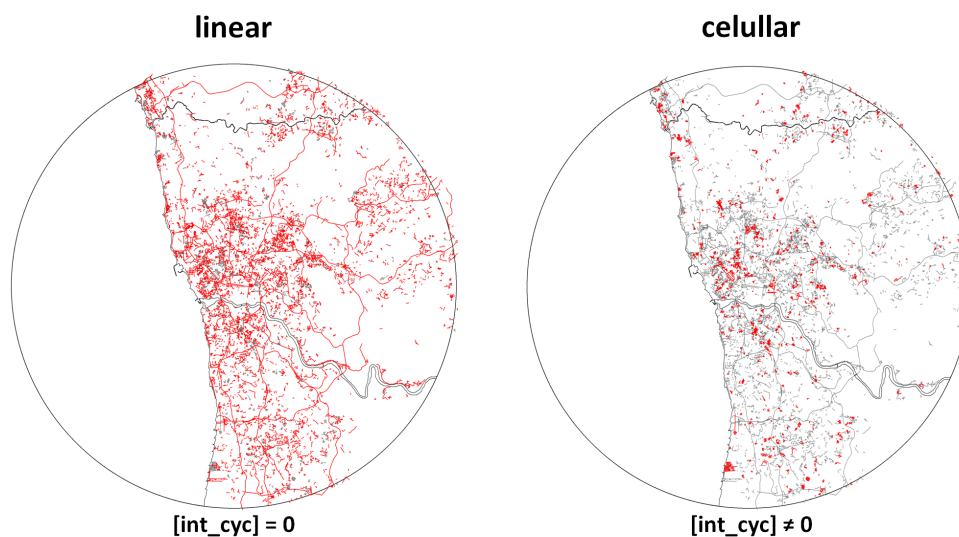 linear
celullar
[int_cyc] = 0
[int_cyc] ≠ 0